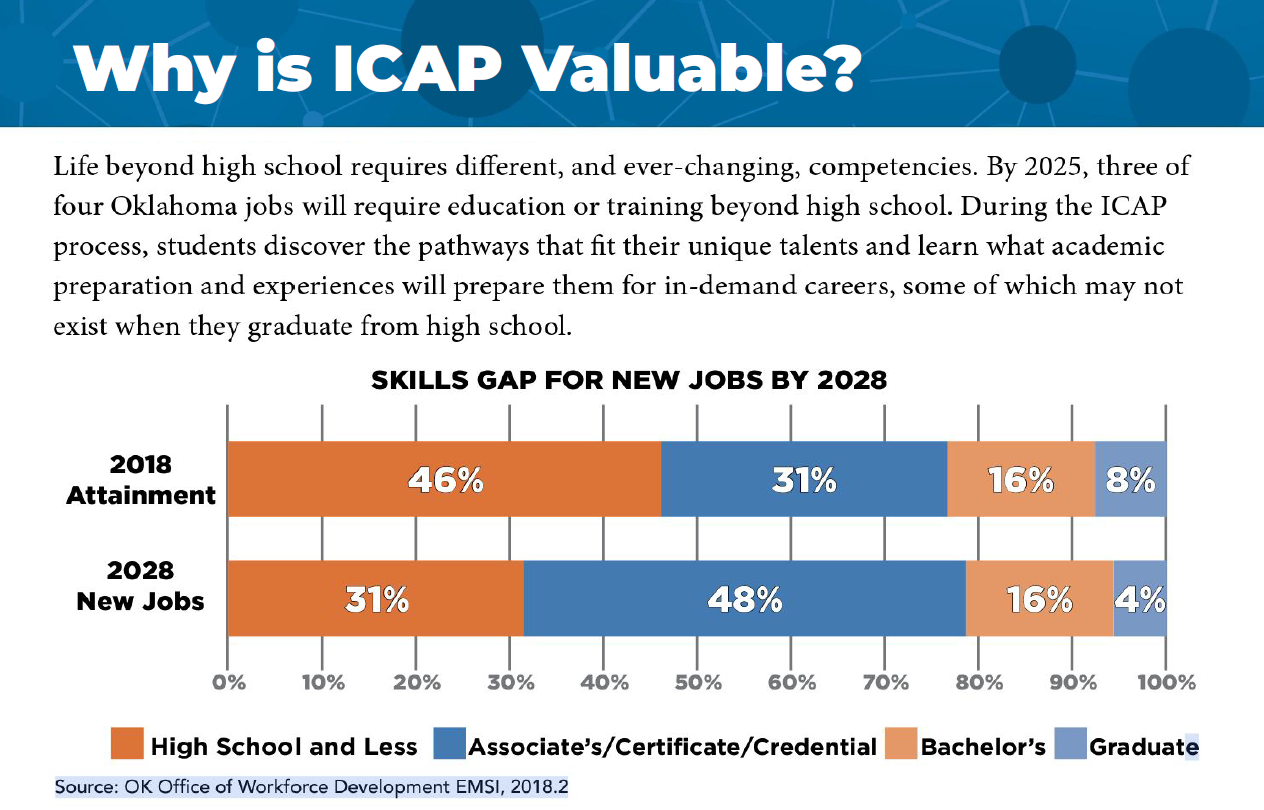 Why is ICAP Valuable?
Life beyond high school requires different, and ever-changing, competencies. By 2025, three of
four Oklahoma jobs will require education or training beyond high school. During the ICAP
process, students discover the pathways that fit their unique talents and learn what academic
preparation and experiences will prepare them for in-demand careers, some of which may not
exist when they graduate from high school.
SKILLS GAP FOR NEW JOBS BY 2028
2018
Attainment
46% 31% 16% 8%
2028
New Jobs
31% 48% 16% 4%
0% 10% 20% 30% 40% 50% 60% 70% 80% 90% 100%
High School and Less Associate's/Certificate/Credential Bachelor's Graduate
Source: OK Office of Workforce Development EMSI, 2018.2